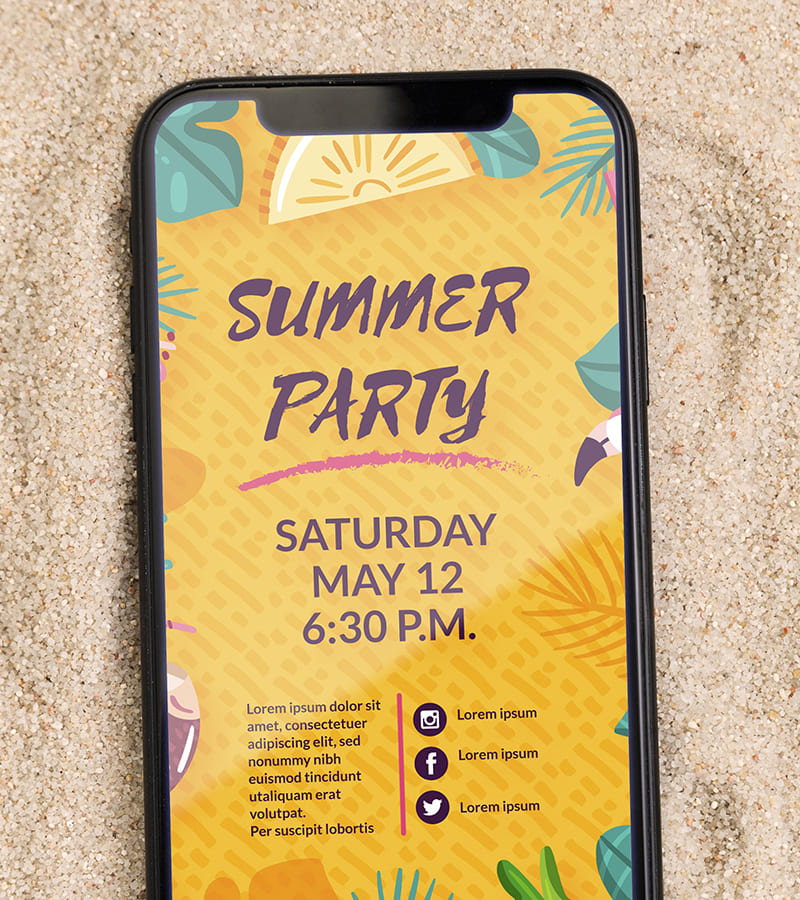 SUMMER
PARTY
SATURDAY
MAY 12
6:30 P.M.
Lorem ipsum dolor sit
amet, consectetuer
adipiscing elit, sed
nonummy nibh
euismod tincidunt
utaliquam erat
volutpat.
Per suscipit lobortis
Lorem ipsum
Lorem ipsum
Lorem ipsum